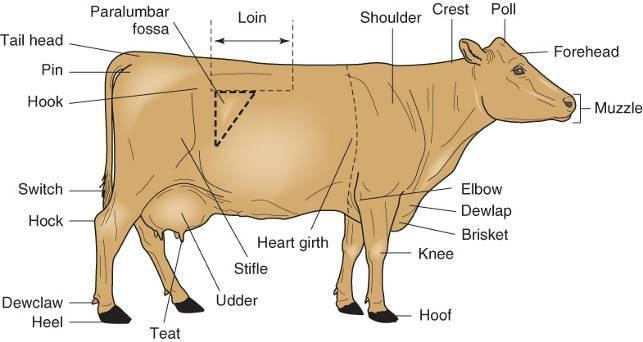 Paralumbar
fossa
Loin
Shoulder
Crest
Poll
Tail head
Forehead
Pin
Hook
Muzzle
Switch
Elbow
Hock
Dewlap
Brisket
Heart girth
Knee
Stifle
Udder
Dewclaw
Heel
Hoof
Teat